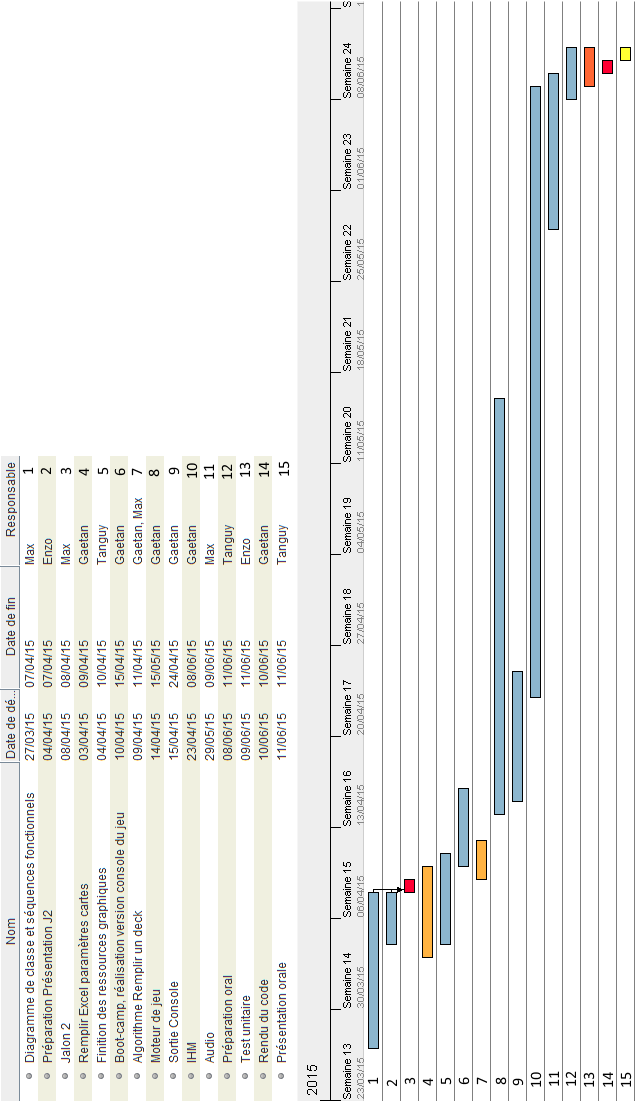 Nom Date de dé... Date de fin Responsable
Diagramme de classe et séquences fonctionnels 27/03/15 07/04/15 Max 1
Préparation Présentation J2 04/04/15 07/04/15 Enzo 2
Jalon 2 08/04/15 08/04/15 Max 3
Remplir Excel paramètres cartes 03/04/15 09/04/15 Gaetan 4
Finition des ressources graphiques 04/04/15 10/04/15 Tanguy 5
Boot-camp, réalisation version console du jeu 10/04/15 15/04/15 Gaetan 6
Algorithme Remplir un deck 09/04/15 11/04/15 Gaetan, Max 7
Moteur de jeu 14/04/15 15/05/15 Gaetan 8
Sortie Console 15/04/15 24/04/15 Gaetan 9
IHM 23/04/15 08/06/15 Gaetan 10
Audio 29/05/15 09/06/15 Max 11
Préparation oral 08/06/15 11/06/15 Tanguy 12
Test unitaire 09/06/15 11/06/15 Enzo 13
Rendu du code 10/06/15 10/06/15 Gaetan 14
Présentation orale 11/06/15 11/06/15 Tanguy 15
2015
Semaine 13 Semaine 14 Semaine 15 Semaine 16 Semaine 17 Semaine 18 Semaine 19 Semaine 20 Semaine 21 Semaine 22 Semaine 23 Semaine 24 S
23/03/15 30/03/15 06/04/15 13/04/15 20/04/15 27/04/15 04/05/15 11/05/15 18/05/15 25/05/15 01/06/15 08/06/15 1
1
2
3
4
5
6
7
8
9
10
11
12
13
14
15